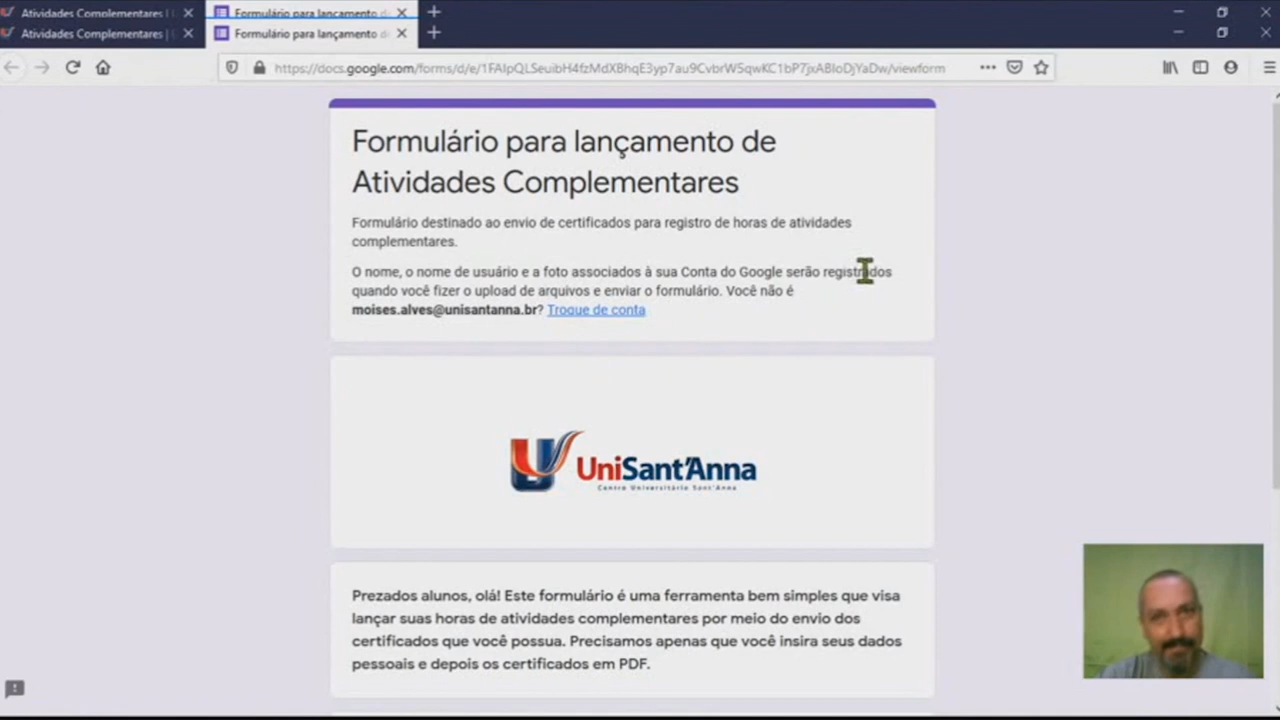 Atividades Complementares |
Formulário para lançamento d
Atividades Complementares |
Formulário para lançamento d
https://docs.google.com/forms/d/e/1FAIpQLSeuibH4fzMdXBhqE3yp7au9CvbrWSqwKC1bP7jxABIoDjYaDw/viewform
Formulário para lançamento de
Atividades Complementares
Formulário destinado ao envio de certificados para registro de horas de atividades
complementares.
O nome, o nome de usuário e a foto associados à sua Conta do Google serão registrados
quando você fizer o upload de arquivos e enviar o formulário. Você não é
moises.alves@unisantanna.br? Troque de conta
UniSant'Anna
Centro Universitário Sant'Anna
Prezados alunos, olá! Este formulário é uma ferramenta bem simples que visa
lançar suas horas de atividades complementares por meio do envio dos
certificados que você possua. Precisamos apenas que você insira seus dados
pessoais e depois os certificados em PDF.